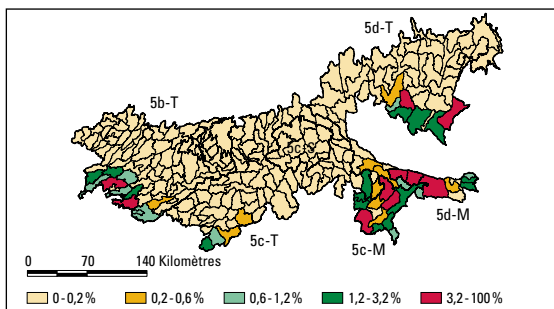 5d-T
5b-T
5c-S
5d-M
5c-T
5c-M
0 70 140 Kilomètres
0-0,2% 0,2-0,6% 0,6-1,2% 1,2-3,2% 3,2-100%